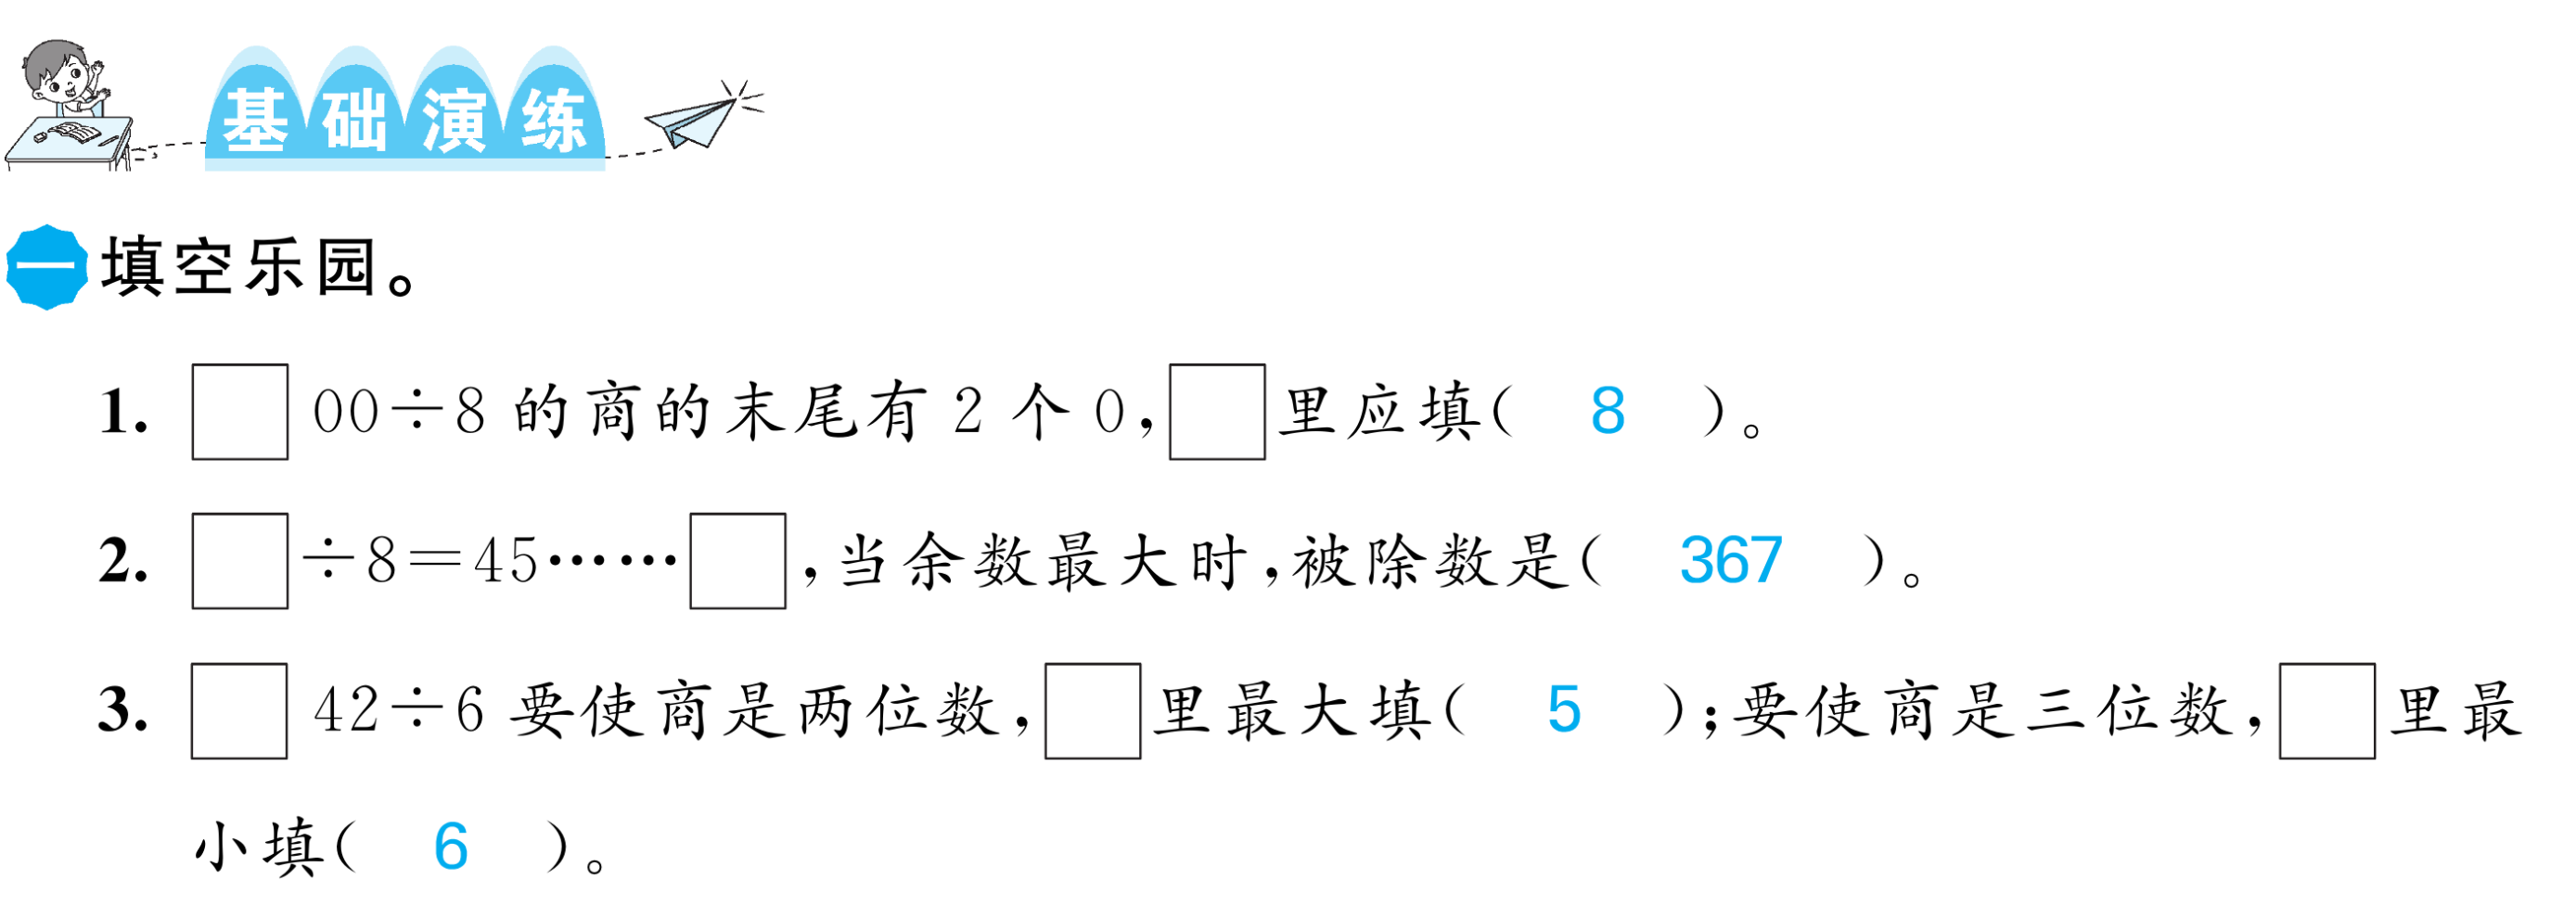 基础演练
一 填空乐园。
1. □00÷8 的商的末尾有 2 个 0,□里应填( 8 )。
2. □÷8=45……□,当余数最大时,被除数是( 367 )。
3. □42÷6 要使商是两位数,□里最大填( 5 );要使商是三位数,□里最
小填( 6 )。